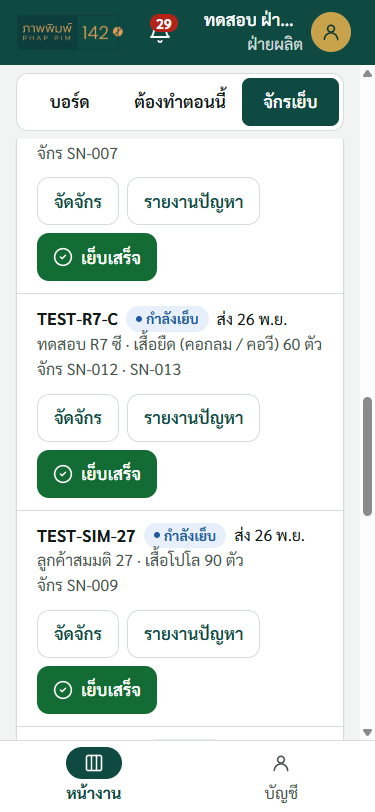 ภาพพิมพ์
PHAP PIM
142
29
ทดสอบ ฝ่า...
ฝ่ายผลิต
บอร์ด
ต้องทำตอนนี้
จักรเย็บ
จักร SN-007
จัดจักร
รายงานปัญหา
เย็บเสร็จ
TEST-R7-C กำลังเย็บ ส่ง 26 พ.ย.
ทดสอบ R7 ซี · เสื้อยืด (คอกลม / คอวี) 60 ตัว
จักร SN-012 · SN-013
จัดจักร
รายงานปัญหา
เย็บเสร็จ
TEST-SIM-27 กำลังเย็บ ส่ง 26 พ.ย.
ลูกค้าสมมติ 27 · เสื้อโปโล 90 ตัว
จักร SN-009
จัดจักร
รายงานปัญหา
เย็บเสร็จ
หน้างาน
บัญชี